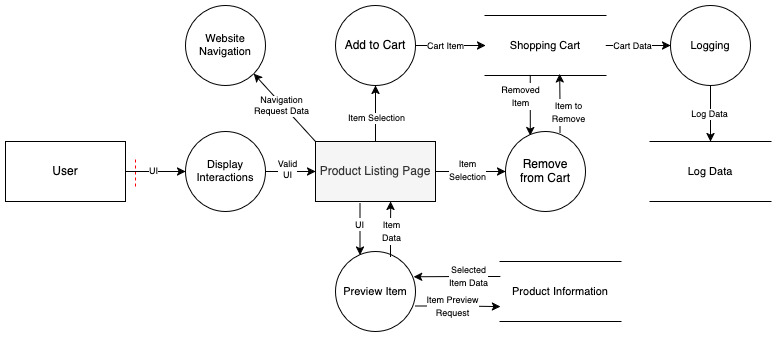 Website
Navigation
Add to Cart
Cart Item
Shopping Cart
Cart Data
Logging
Navigation
Request Data
Item Selection
Removed
Item
Item to
Remove
Log Data
User
UI
Display
Interactions
Valid
UI
Product Listing Page
Item
Selection
Remove
from Cart
Log Data
UI
Item
Data
Preview Item
Selected
Item Data
Item Preview
Request
Product Information